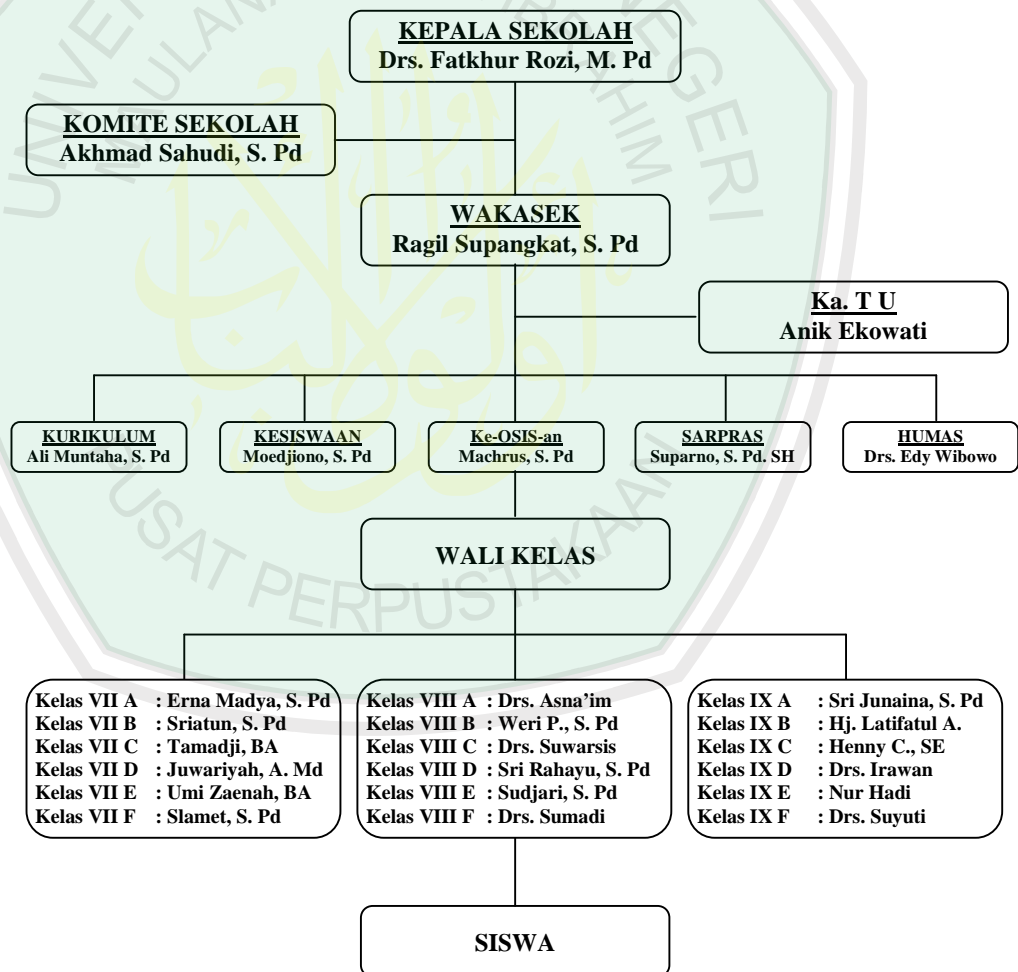 KEPALA SEKOLAH
Drs. Fatkhur Rozi, M. Pd
KOMITE SEKOLAH
Akhmad Sahudi, S. Pd
WAKASEK
Ragil Supangkat, S. Pd
Ka. T U
Anik Ekowati
KURIKULUM
Ali Muntaha, S. Pd
KESISWAAN
Moedjiono, S. Pd
Ke-OSIS-an
Machrus, S. Pd
SARPRAS
Suparno, S. Pd. SH
HUMAS
Drs. Edy Wibowo
WALI KELAS
Kelas VII A : Erna Madya, S. Pd
Kelas VII B : Sriatun, S. Pd
Kelas VII C : Tamadji, BA
Kelas VII D : Juwariyah, A. Md
Kelas VII E : Umi Zaenah, BA
Kelas VII F : Slamet, S. Pd
Kelas VIII A : Drs. Asna’im
Kelas VIII B : Weri P., S. Pd
Kelas VIII C : Drs. Suwarsis
Kelas VIII D : Sri Rahayu, S. Pd
Kelas VIII E : Sudjari, S. Pd
Kelas VIII F : Drs. Sumadi
Kelas IX A : Sri Junaina, S. Pd
Kelas IX B : Hj. Latifatul A.
Kelas IX C : Henny C., SE
Kelas IX D : Drs. Irawan
Kelas IX E : Nur Hadi
Kelas IX F : Drs. Suyuti
SISWA
NEGERI
PUSAT PERPUSTAKAAN